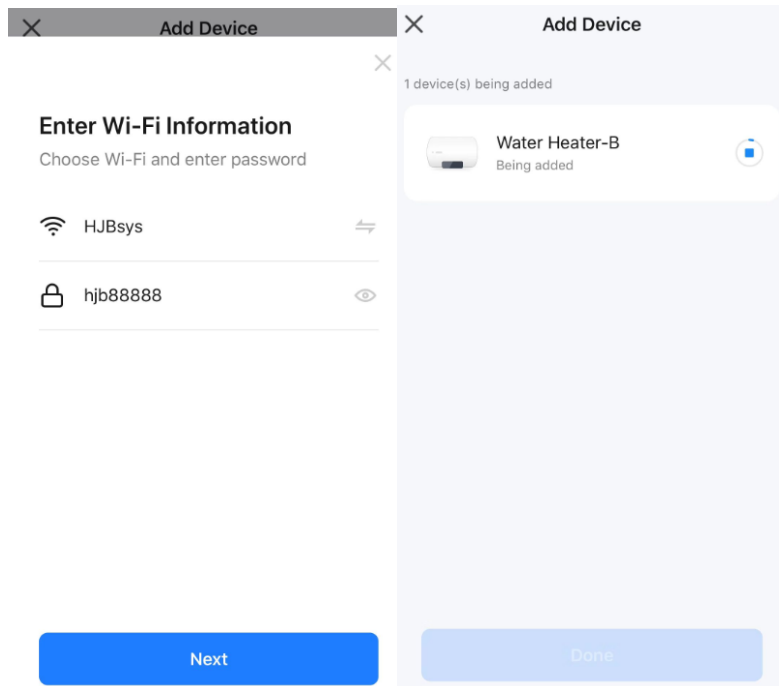 Add Device
Enter Wi-Fi Information
Choose Wi-Fi and enter password
HJBsys
hjb88888
Next
Add Device
1 device(s) being added
Water Heater-B
Being added
Done